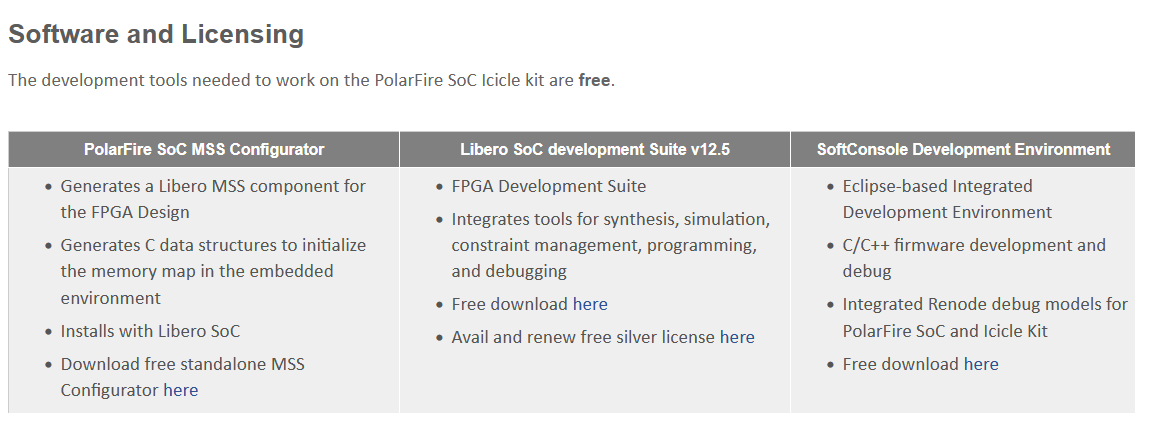 Software and Licensing
The development tools needed to work on the PolarFire SoC Icicle kit are free.
PolarFire SoC MSS Configurator
• Generates a Libero MSS component for
the FPGA Design
• Generates C data structures to initialize
the memory map in the embedded
environment
• Installs with Libero SoC
• Download free standalone MSS
Configurator here
Libero SoC development Suite v12.5
• FPGA Development Suite
• Integrates tools for synthesis, simulation,
constraint management, programming,
and debugging
• Free download here
• Avail and renew free silver license here
SoftConsole Development Environment
• Eclipse-based Integrated
Development Environment
• C/C++ firmware development and
debug
• Integrated Renode debug models for
PolarFire SoC and Icicle Kit
• Free download here